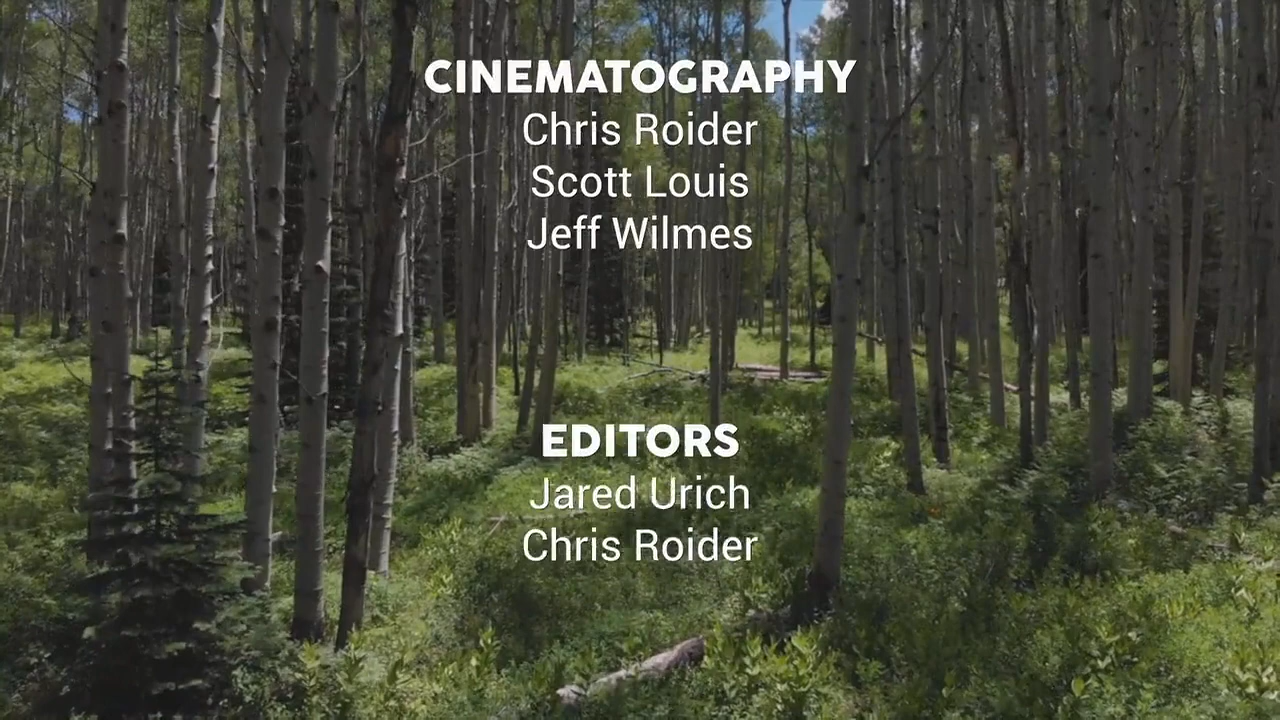 CINEMATOGRAPHY
Chris Roider
Scott Louis
Jeff Wilmes
EDITORS
Jared Urich
Chris Roider